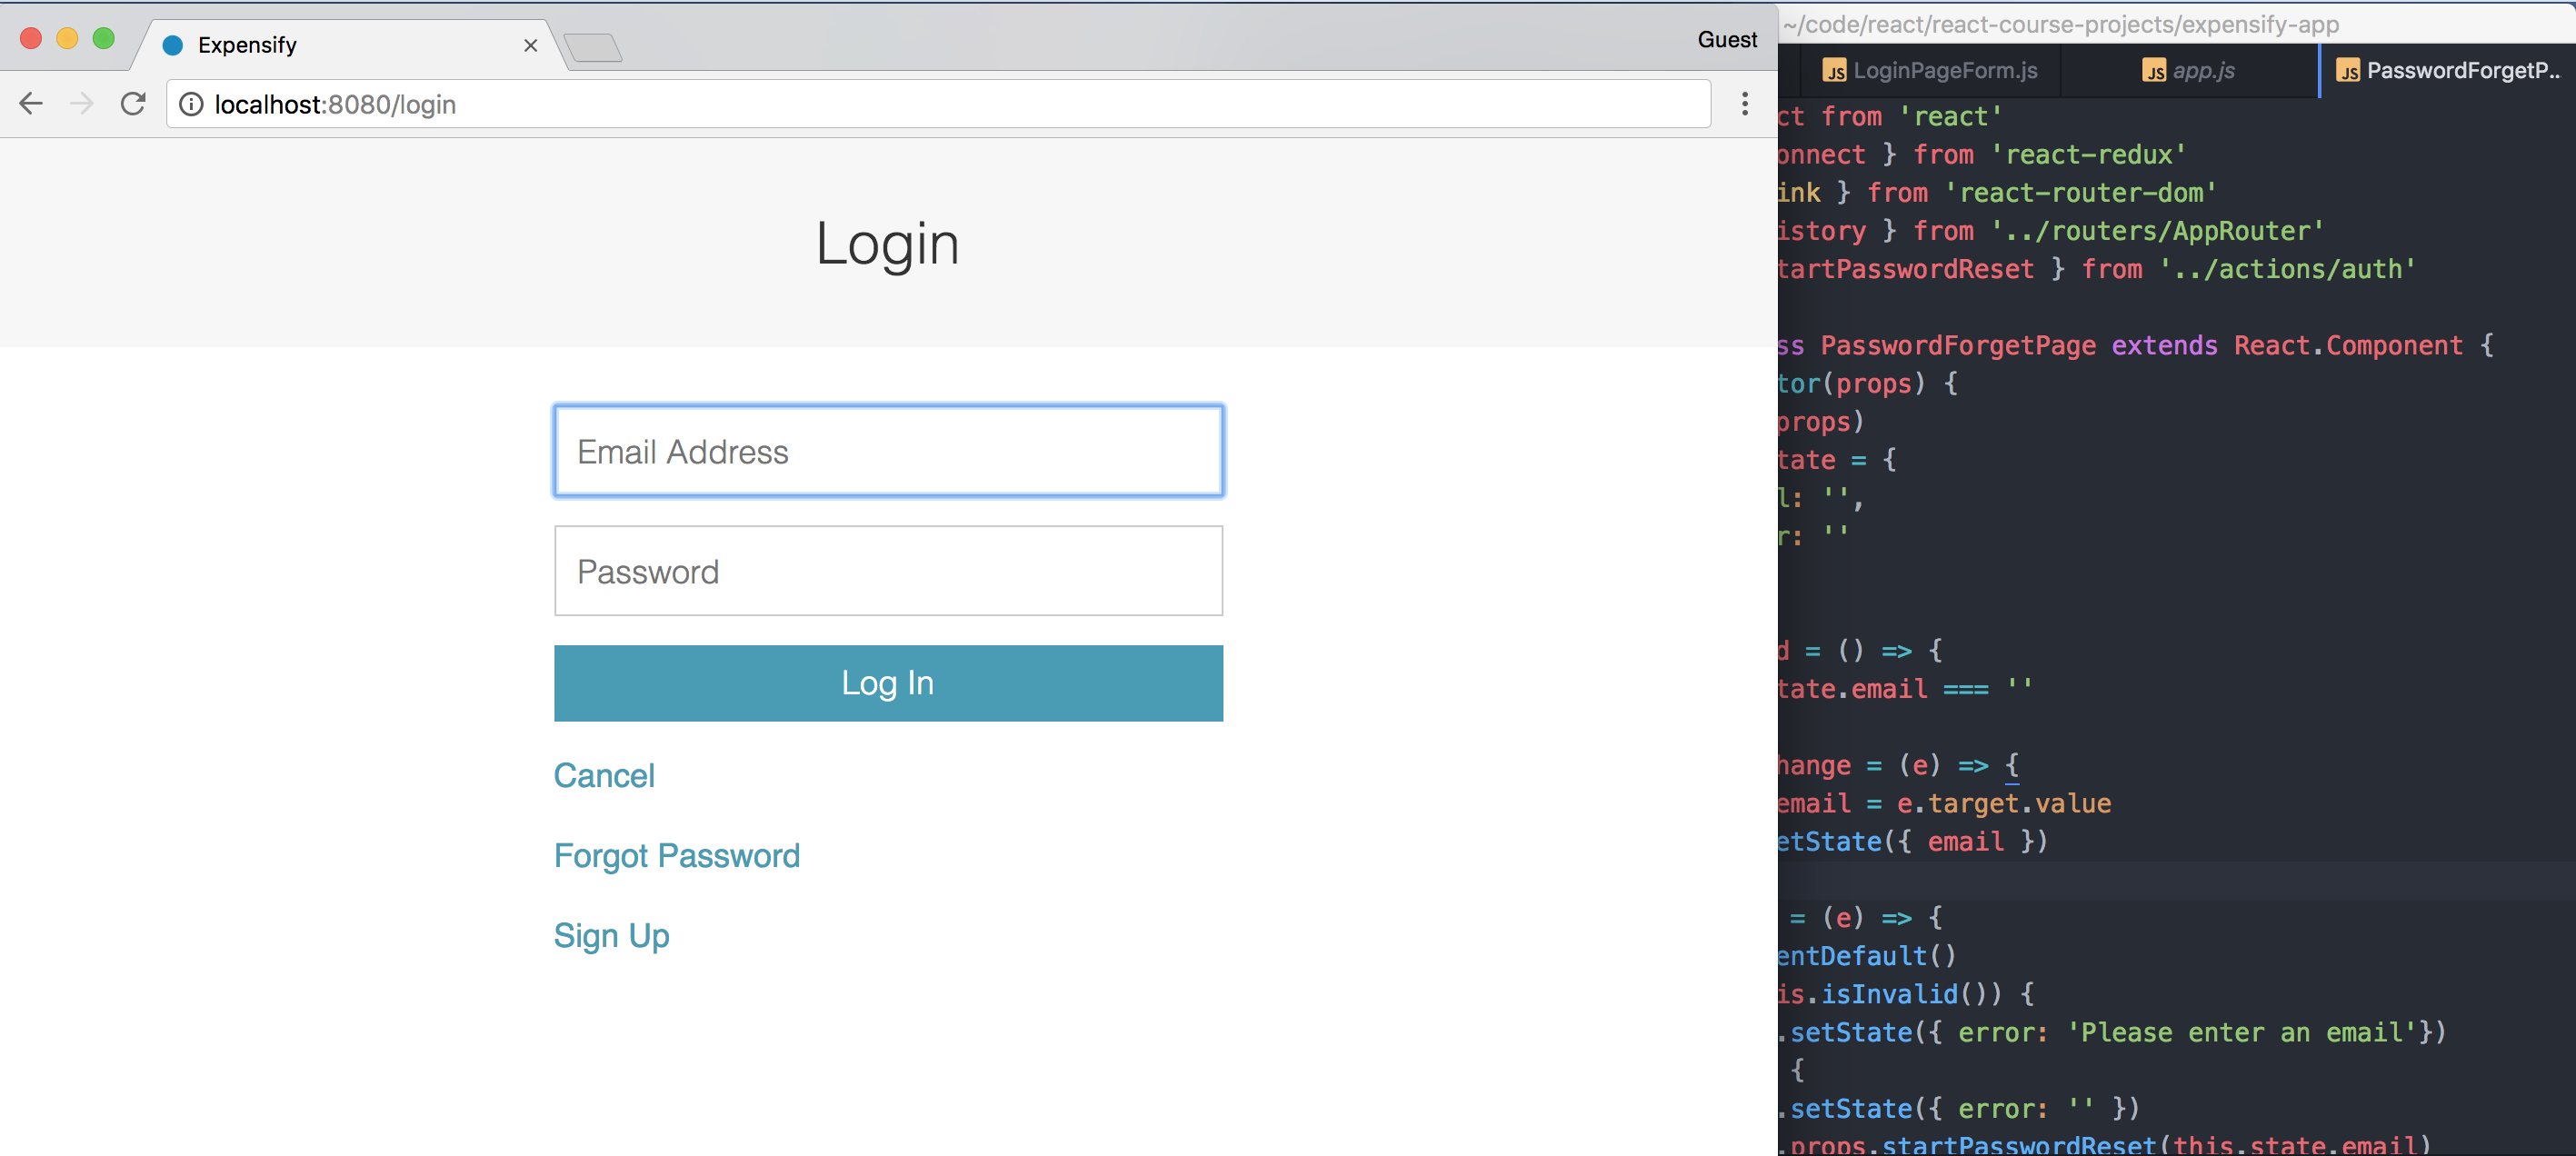 Expensify
Guest
localhost:8080/login
Login
Email Address
Password
Log In
Cancel
Forgot Password
Sign Up
~/code/react/react-course-projects/expensify-app
JS LoginPageForm.js
JS app.js
JS PasswordForgetP...
ct from 'react'
onnect } from 'react-redux'
ink } from 'react-router-dom'
istory } from '../routers/AppRouter'
tartPasswordReset } from '../actions/auth'
ss PasswordForgetPage extends React.Component {
tor(props) {
props)
tate = {
l: '',
r: ''
d = () => {
tate.email === ''
hange = (e) => {
email = e.target.value
etState({ email })
= (e) => {
entDefault()
is.isInvalid()) {
.setState({ error: 'Please enter an email'})
{
.setState({ error: '' })
.props.startPasswordReset(this.state.email)